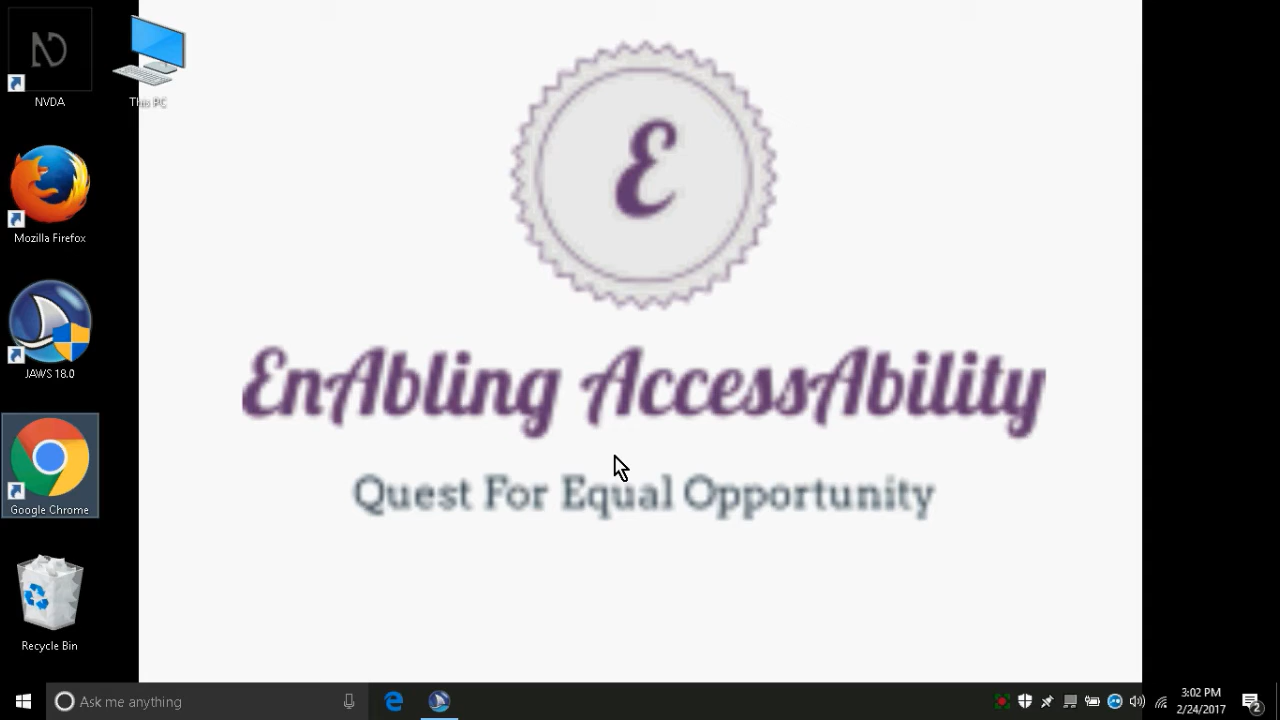 NVDA
This PC
Mozilla Firefox
JAWS 18.0
Google Chrome
Recycle Bin
E
EnAbling AccessAbility
Quest For Equal Opportunity
Ask me anything
3:02 PM
2/24/2017
2